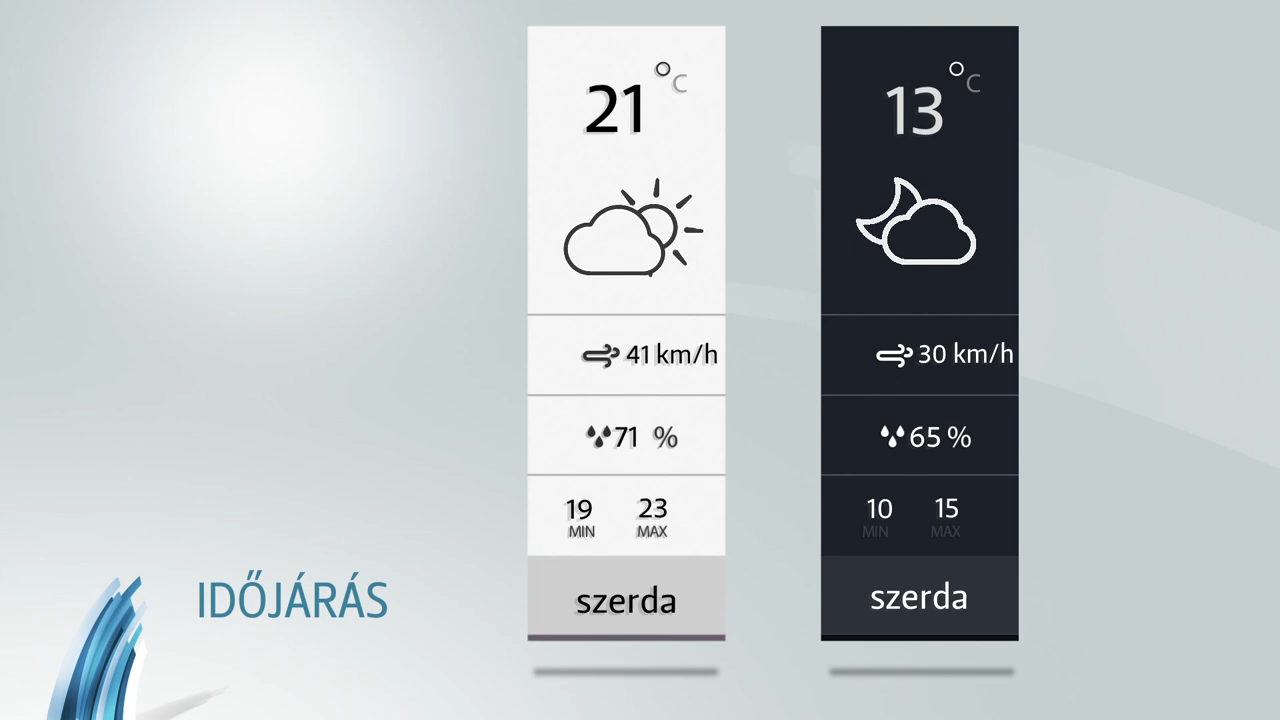 21 °C
41 km/h
71 %
19 23
MIN MAX
szerda
13 °C
30 km/h
65 %
10 15
MIN MAX
szerda
IDŐJÁRÁS